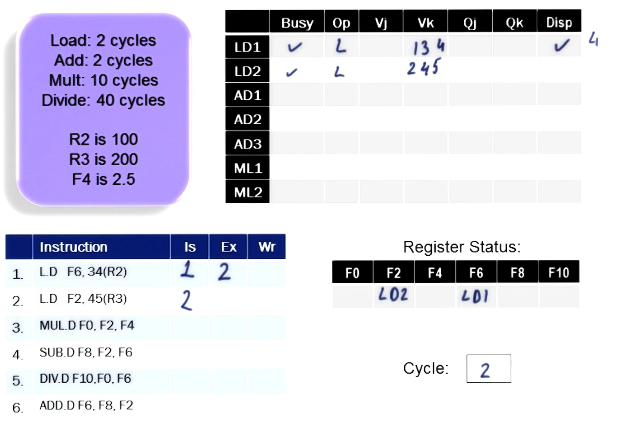 Load: 2 cycles
Add: 2 cycles
Mult: 10 cycles
Divide: 40 cycles
R2 is 100
R3 is 200
F4 is 2.5
Busy Op Vj Vk Qj Qk Disp
LD1 ✓ L 134 ✓ 4
LD2 ✓ L 245
AD1
AD2
AD3
ML1
ML2
Instruction Is Ex Wr
1. L.D F6, 34(R2) 1 2
2. L.D F2, 45(R3) 2
3. MUL.D F0, F2, F4
4. SUB.D F8, F2, F6
5. DIV.D F10,F0, F6
6. ADD.D F6, F8, F2
Register Status:
F0 F2 F4 F6 F8 F10
LD2 LD1
Cycle: 2